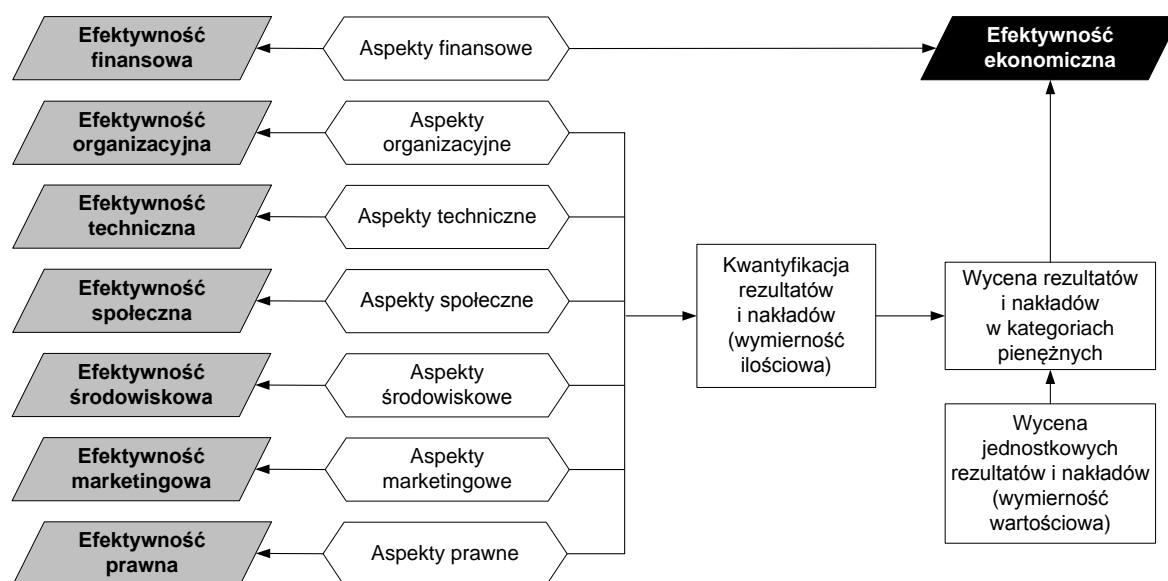 Efektywność
finansowa
Aspekty finansowe
Efektywność
ekonomiczna
Efektywność
organizacyjna
Aspekty
organizacyjne
Efektywność
techniczna
Aspekty techniczne
Efektywność
społeczna
Aspekty społeczne
Kwantyfikacja
rezultatów
i nakładów
(wymierność
ilościowa)
Wycena rezultatów
i nakładów
w kategoriach
pienężnych
Efektywność
środowiskowa
Aspekty
środowiskowe
Wycena
jednostkowych
rezultatów i nakładów
(wymierność
wartościowa)
Efektywność
marketingowa
Aspekty
marketingowe
Efektywność
prawna
Aspekty prawne